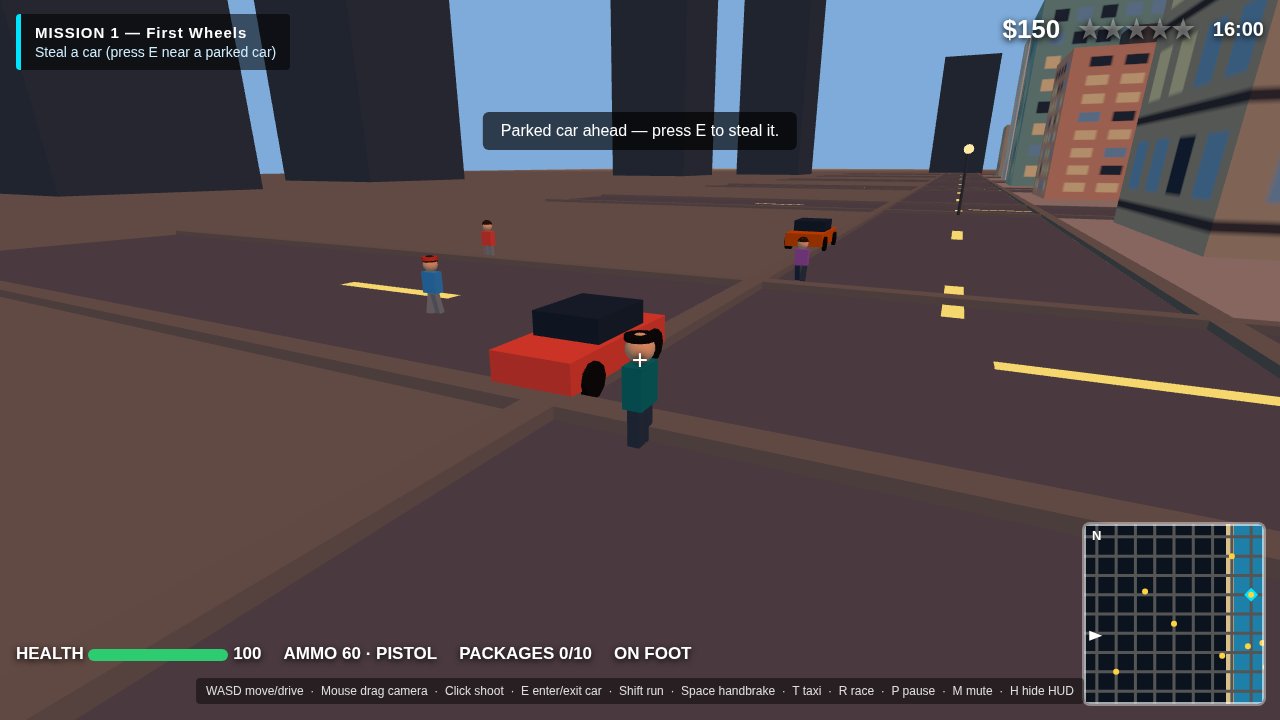 MISSION 1 — First Wheels
Steal a car (press E near a parked car)
$150 ★★★★★ 16:00
Parked car ahead — press E to steal it.
N
HEALTH 100 AMMO 60 · PISTOL PACKAGES 0/10 ON FOOT
WASD move/drive · Mouse drag camera · Click shoot · E enter/exit car · Shift run · Space handbrake · T taxi · R race · P pause · M mute · H hide HUD